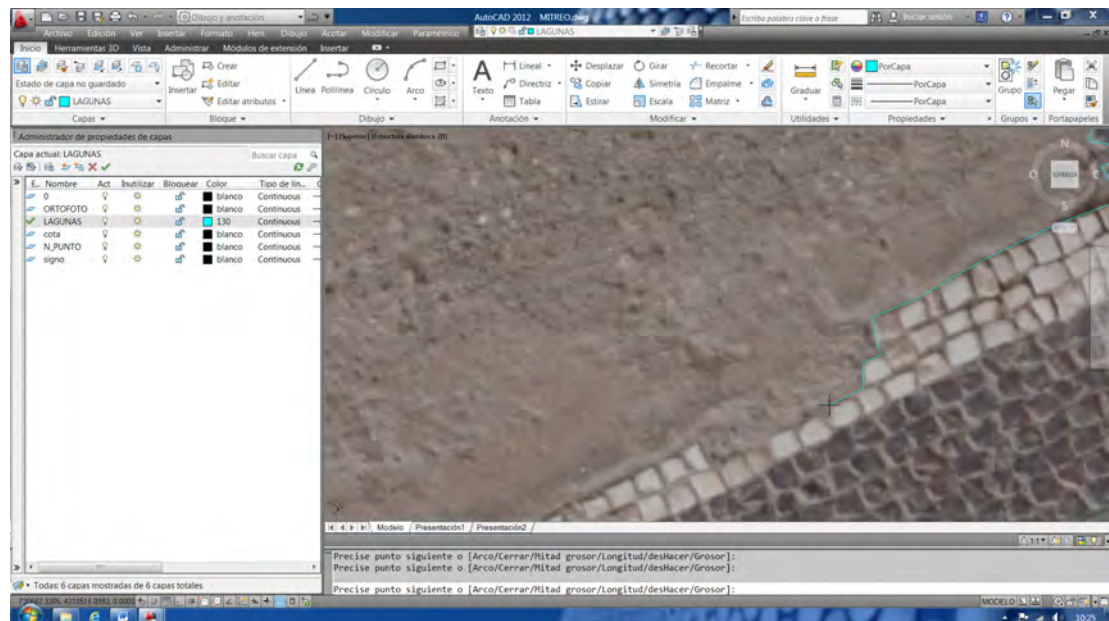 Dibujo y anotación
AutoCAD 2012 MITREO.dwg
Escriba palabra clave o frase
Iniciar sesión
Archivo Edición Ver Insertar Formato Herr. Dibujo Acotar Modificar Paramétrico
LAGUNAS
Inicio Herramientas 3D Vista Administrar Módulos de extensión Insertar
Estado de capa no guardado
LAGUNAS
Capas
Insertar
Crear
Editar
Editar atributos
Bloque
Línea Polilínea Círculo Arco
Dibujo
Texto
Lineal
Directriz
Tabla
Anotación
Desplazar Girar Recortar
Copiar Simetría Empalme
Estirar Escala Matriz
Modificar
Graduar
Utilidades
PorCapa
PorCapa
PorCapa
Propiedades
Grupo
Grupos
Pegar
Portapapeles
Administrador de propiedades de capas
Capa actual: LAGUNAS
Buscar capa
E.. Nombre Act Inutilizar Bloquear Color Tipo de lín...
0 blanco Continuous
ORTOFOTO blanco Continuous
LAGUNAS 130 Continuous
cota blanco Continuous
N_PUNTO blanco Continuous
signo blanco Continuous
Todas: 6 capas mostradas de 6 capas totales
[-] [Superior] [Estructura alámbrica 2D]
N
O
SUPERIOR
E
S
Modelo Presentación1 Presentación2
Precise punto siguiente o [Arco/Cerrar/Mitad grosor/Longitud/desHacer/Grosor]:
Precise punto siguiente o [Arco/Cerrar/Mitad grosor/Longitud/desHacer/Grosor]:
Precise punto siguiente o [Arco/Cerrar/Mitad grosor/Longitud/desHacer/Grosor]:
MODELO
10:25